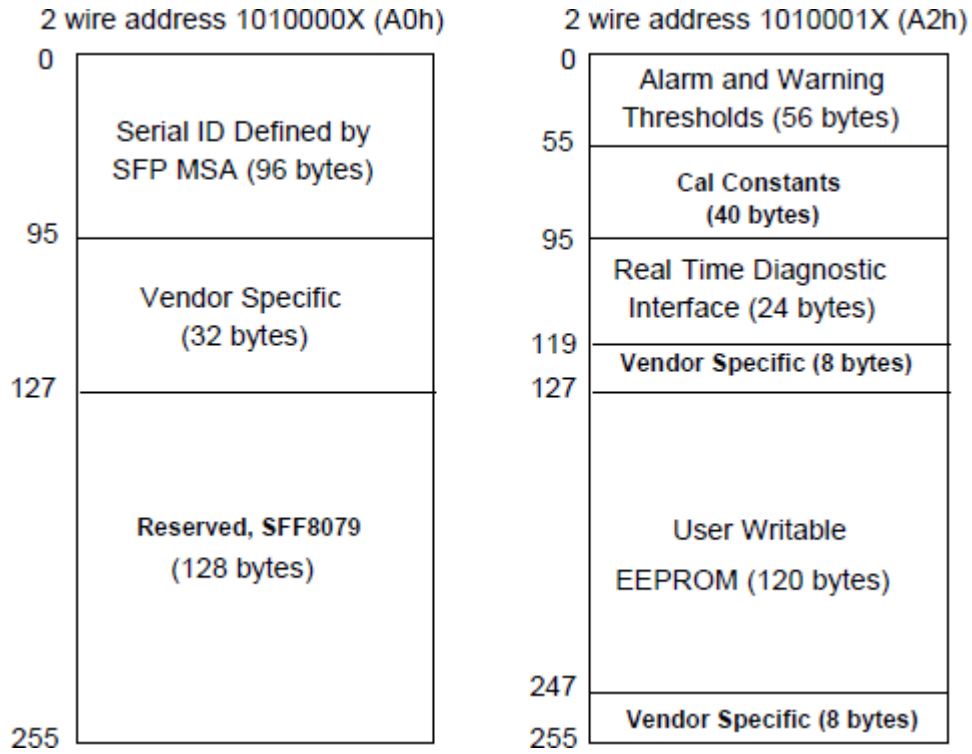 2 wire address 1010000X (A0h)
0
Serial ID Defined by
SFP MSA (96 bytes)
95
Vendor Specific
(32 bytes)
127
Reserved, SFF8079
(128 bytes)
255
2 wire address 1010001X (A2h)
0
Alarm and Warning
Thresholds (56 bytes)
55
Cal Constants
(40 bytes)
95
Real Time Diagnostic
Interface (24 bytes)
119
Vendor Specific (8 bytes)
127
User Writable
EEPROM (120 bytes)
247
Vendor Specific (8 bytes)
255